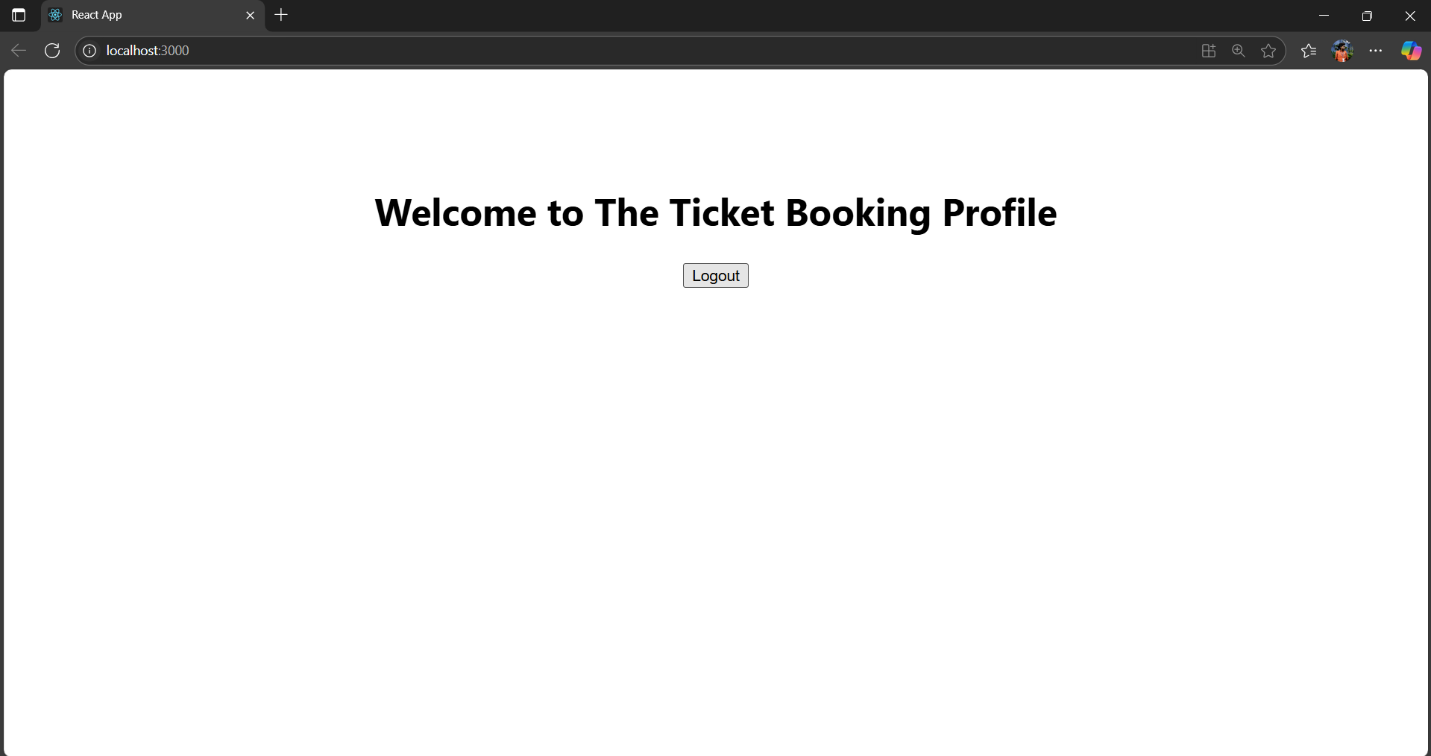 React App
localhost:3000
Welcome to The Ticket Booking Profile
Logout